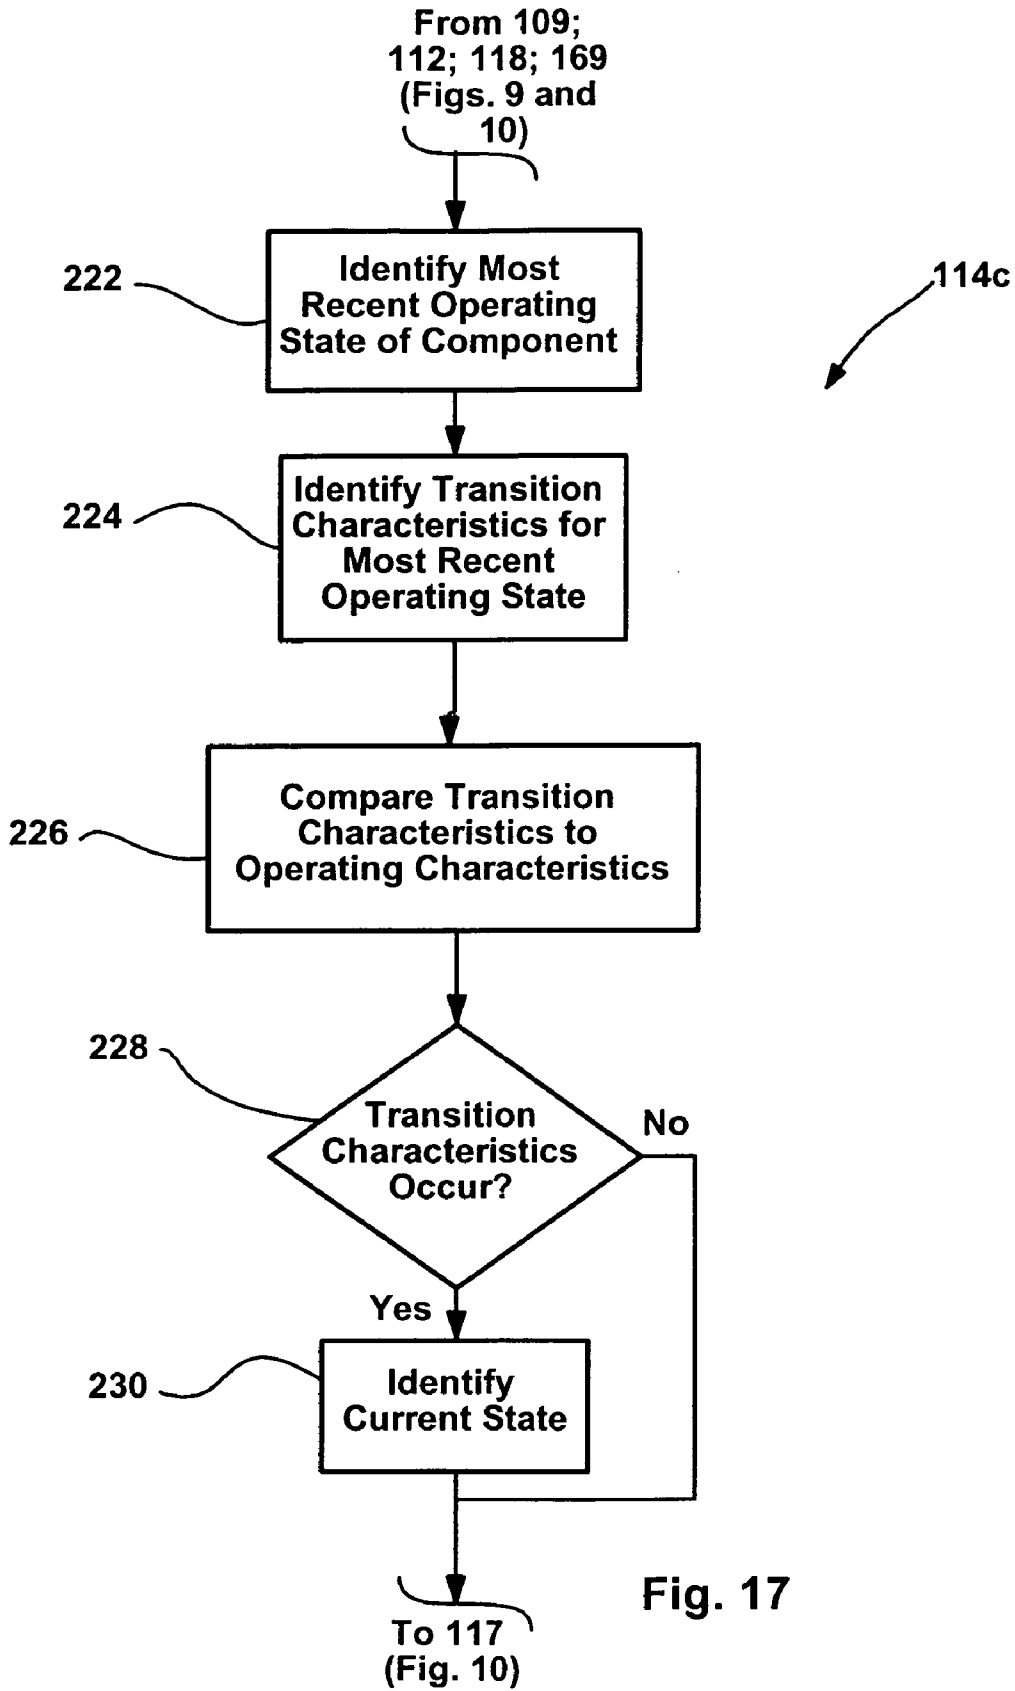 From 109;
112; 118; 169
(Figs. 9 and
10)
222
Identify Most
Recent Operating
State of Component
114c
224
Identify Transition
Characteristics for
Most Recent
Operating State
226
Compare Transition
Characteristics to
Operating Characteristics
228
Transition
Characteristics
Occur?
No
Yes
230
Identify
Current State
Fig. 17
To 117
(Fig. 10)